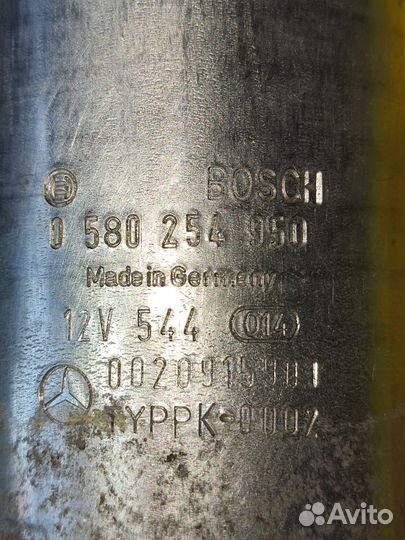 BOSCH
0 580 254 950
Made in Germany
12V 544 014
0020915901
TYPPK-0002
Avito